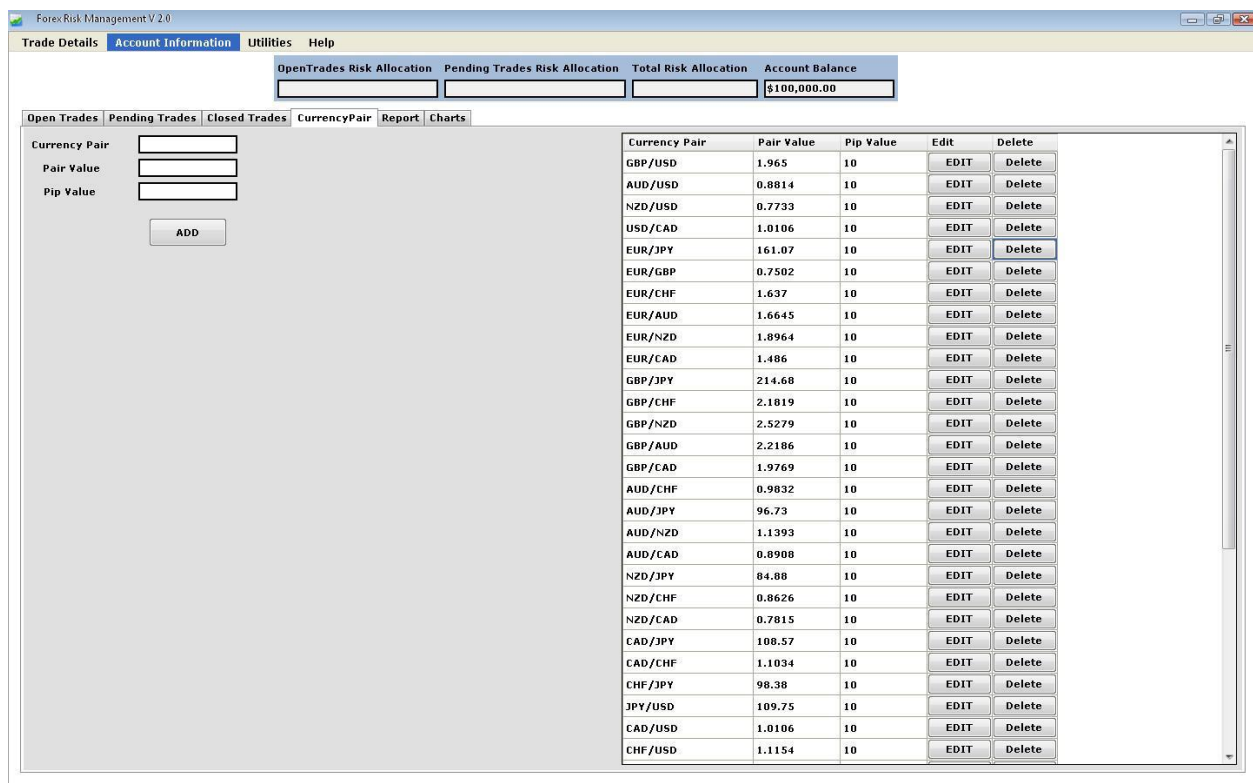 Forex Risk Management V 2.0
Trade Details Account Information Utilities Help
OpenTrades Risk Allocation Pending Trades Risk Allocation Total Risk Allocation Account Balance
$100,000.00
Open Trades Pending Trades Closed Trades CurrencyPair Report Charts
Currency Pair
Pair Value
Pip Value
ADD
Currency Pair Pair Value Pip Value Edit Delete
GBP/USD 1.965 10 EDIT Delete
AUD/USD 0.8814 10 EDIT Delete
NZD/USD 0.7733 10 EDIT Delete
USD/CAD 1.0106 10 EDIT Delete
EUR/JPY 161.07 10 EDIT Delete
EUR/GBP 0.7502 10 EDIT Delete
EUR/CHF 1.637 10 EDIT Delete
EUR/AUD 1.6645 10 EDIT Delete
EUR/NZD 1.8964 10 EDIT Delete
EUR/CAD 1.486 10 EDIT Delete
GBP/JPY 214.68 10 EDIT Delete
GBP/CHF 2.1819 10 EDIT Delete
GBP/NZD 2.5279 10 EDIT Delete
GBP/AUD 2.2186 10 EDIT Delete
GBP/CAD 1.9769 10 EDIT Delete
AUD/CHF 0.9832 10 EDIT Delete
AUD/JPY 96.73 10 EDIT Delete
AUD/NZD 1.1393 10 EDIT Delete
AUD/CAD 0.8908 10 EDIT Delete
NZD/JPY 84.88 10 EDIT Delete
NZD/CHF 0.8626 10 EDIT Delete
NZD/CAD 0.7815 10 EDIT Delete
CAD/JPY 108.57 10 EDIT Delete
CAD/CHF 1.1034 10 EDIT Delete
CHF/JPY 98.38 10 EDIT Delete
JPY/USD 109.75 10 EDIT Delete
CAD/USD 1.0106 10 EDIT Delete
CHF/USD 1.1154 10 EDIT Delete